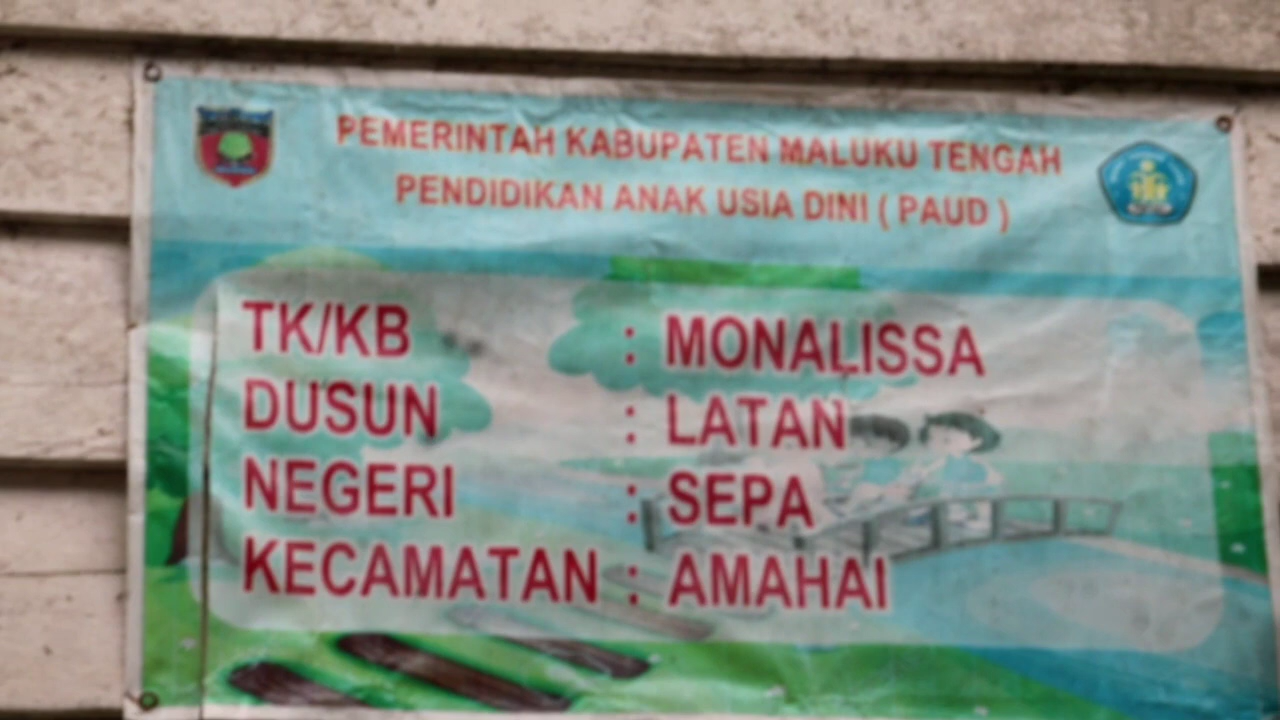 PEMERINTAH KABUPATEN MALUKU TENGAH
PENDIDIKAN ANAK USIA DINI ( PAUD )
TK/KB : MONALISSA
DUSUN : LATAN
NEGERI : SEPA
KECAMATAN : AMAHAI